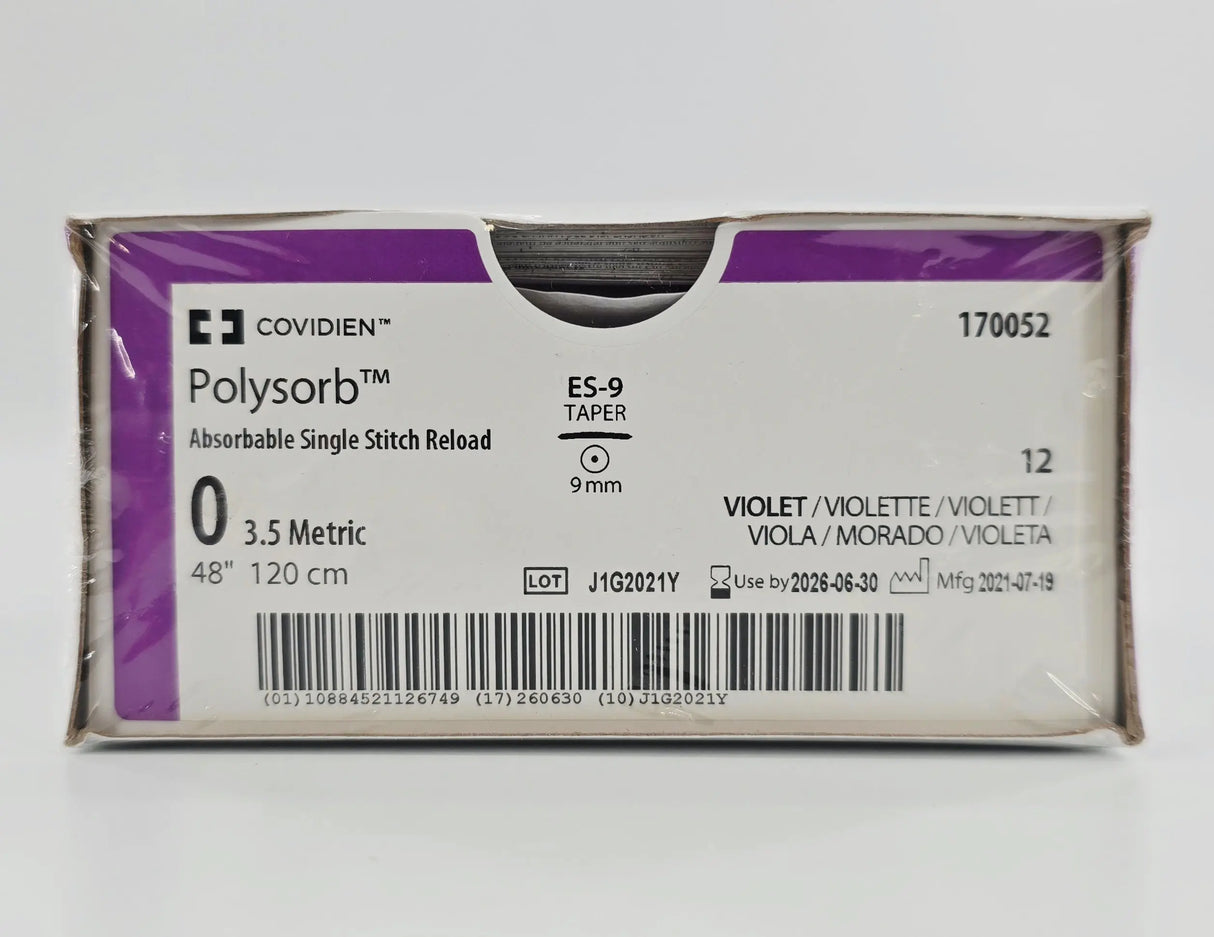 COVIDIEN™
170052
Polysorb™
Absorbable Single Stitch Reload
ES-9
TAPER
9 mm
0 3.5 Metric
48" 120 cm
12
VIOLET / VIOLETTE / VIOLETT /
VIOLA / MORADO / VIOLETA
LOT J1G2021Y Use by 2026-06-30 Mfg 2021-07-19
(01)10884521126749 (17)260630 (10)J1G2021Y